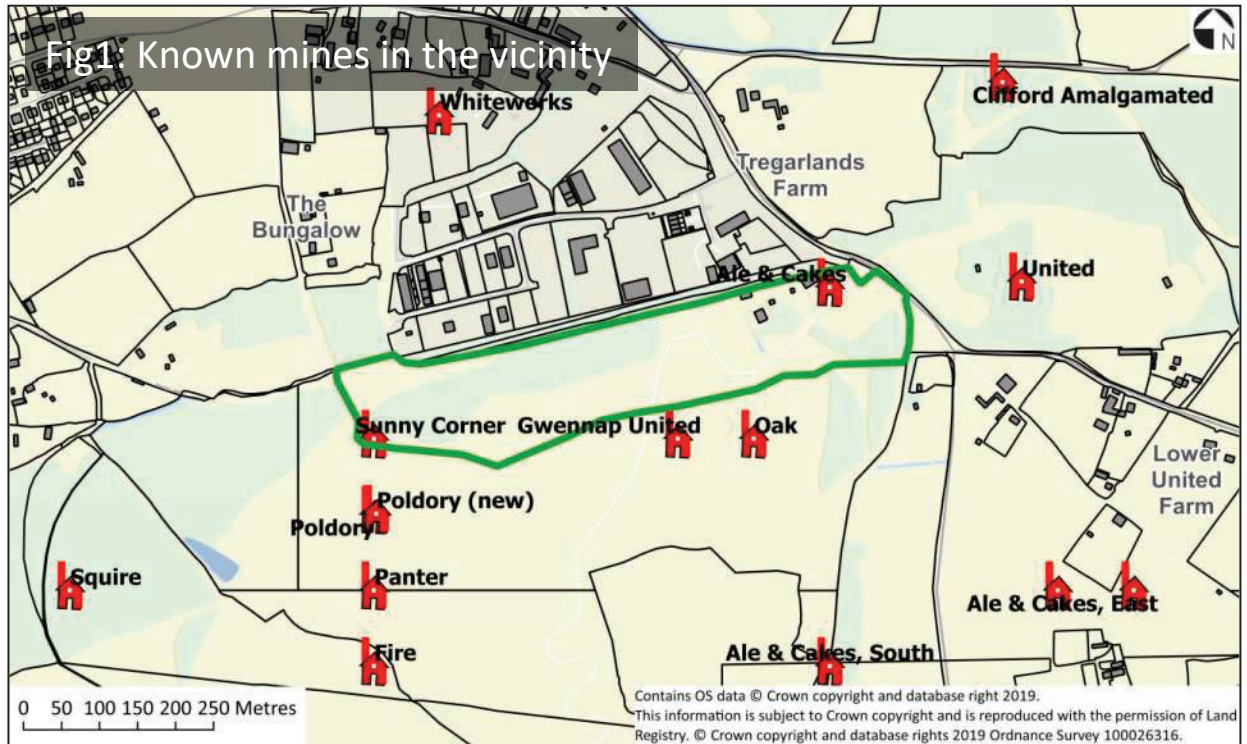 Fig1: Known mines in the vicinity
N
Whiteworks
Clifford Amalgamated
Tregarlands
Farm
The
Bungalow
Ale & Cakes
United
Sunny Corner
Gwennap United
Oak
Lower
United
Farm
Poldory (new)
Poldory
Squire
Panter
Ale & Cakes, East
Fire
Ale & Cakes, South
0 50 100 150 200 250 Metres
Contains OS data © Crown copyright and database right 2019.
This information is subject to Crown copyright and is reproduced with the permission of Land
Registry. © Crown copyright and database rights 2019 Ordnance Survey 100026316.